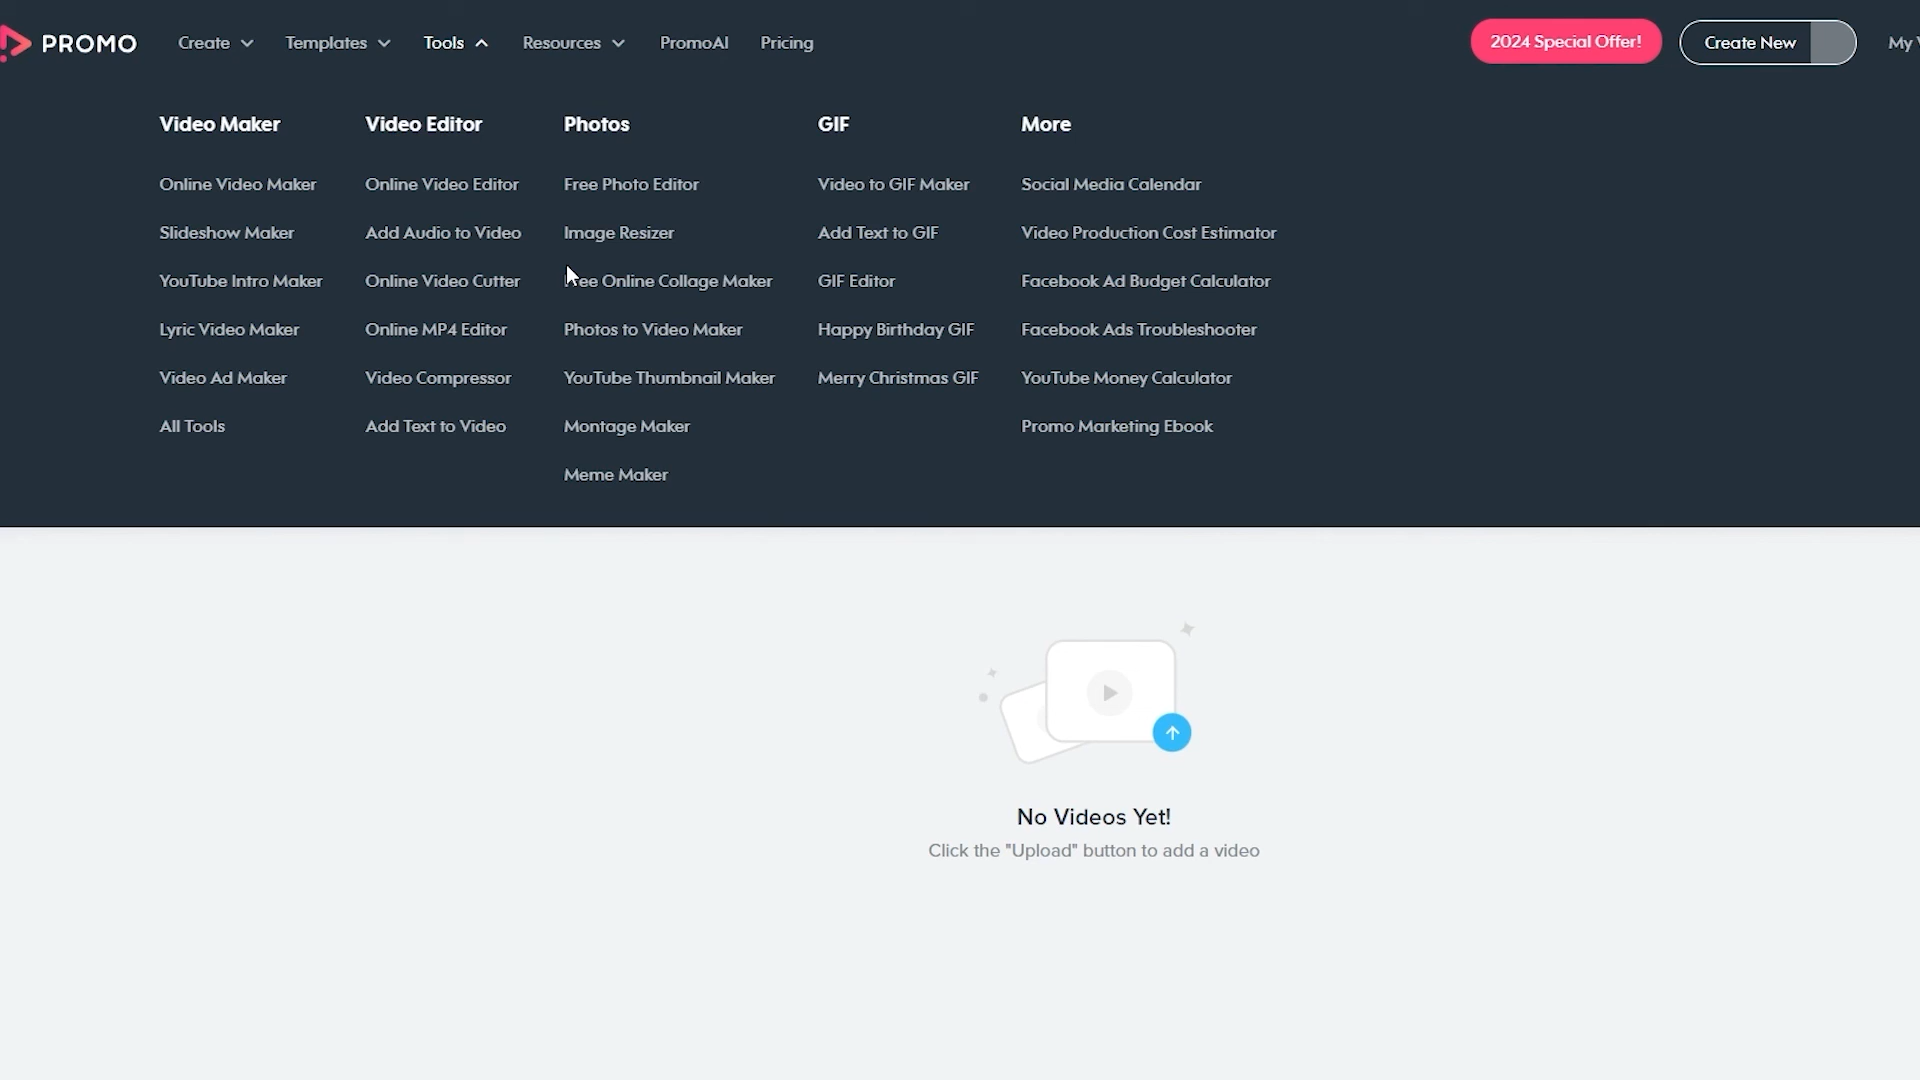 PROMO Create Templates Tools Resources PromoAI Pricing 2024 Special Offer! Create New My
Video Maker
Online Video Maker
Slideshow Maker
YouTube Intro Maker
Lyric Video Maker
Video Ad Maker
All Tools
Video Editor
Online Video Editor
Add Audio to Video
Online Video Cutter
Online MP4 Editor
Video Compressor
Add Text to Video
Photos
Free Photo Editor
Image Resizer
Free Online Collage Maker
Photos to Video Maker
YouTube Thumbnail Maker
Montage Maker
Meme Maker
GIF
Video to GIF Maker
Add Text to GIF
GIF Editor
Happy Birthday GIF
Merry Christmas GIF
More
Social Media Calendar
Video Production Cost Estimator
Facebook Ad Budget Calculator
Facebook Ads Troubleshooter
YouTube Money Calculator
Promo Marketing Ebook
No Videos Yet!
Click the "Upload" button to add a video